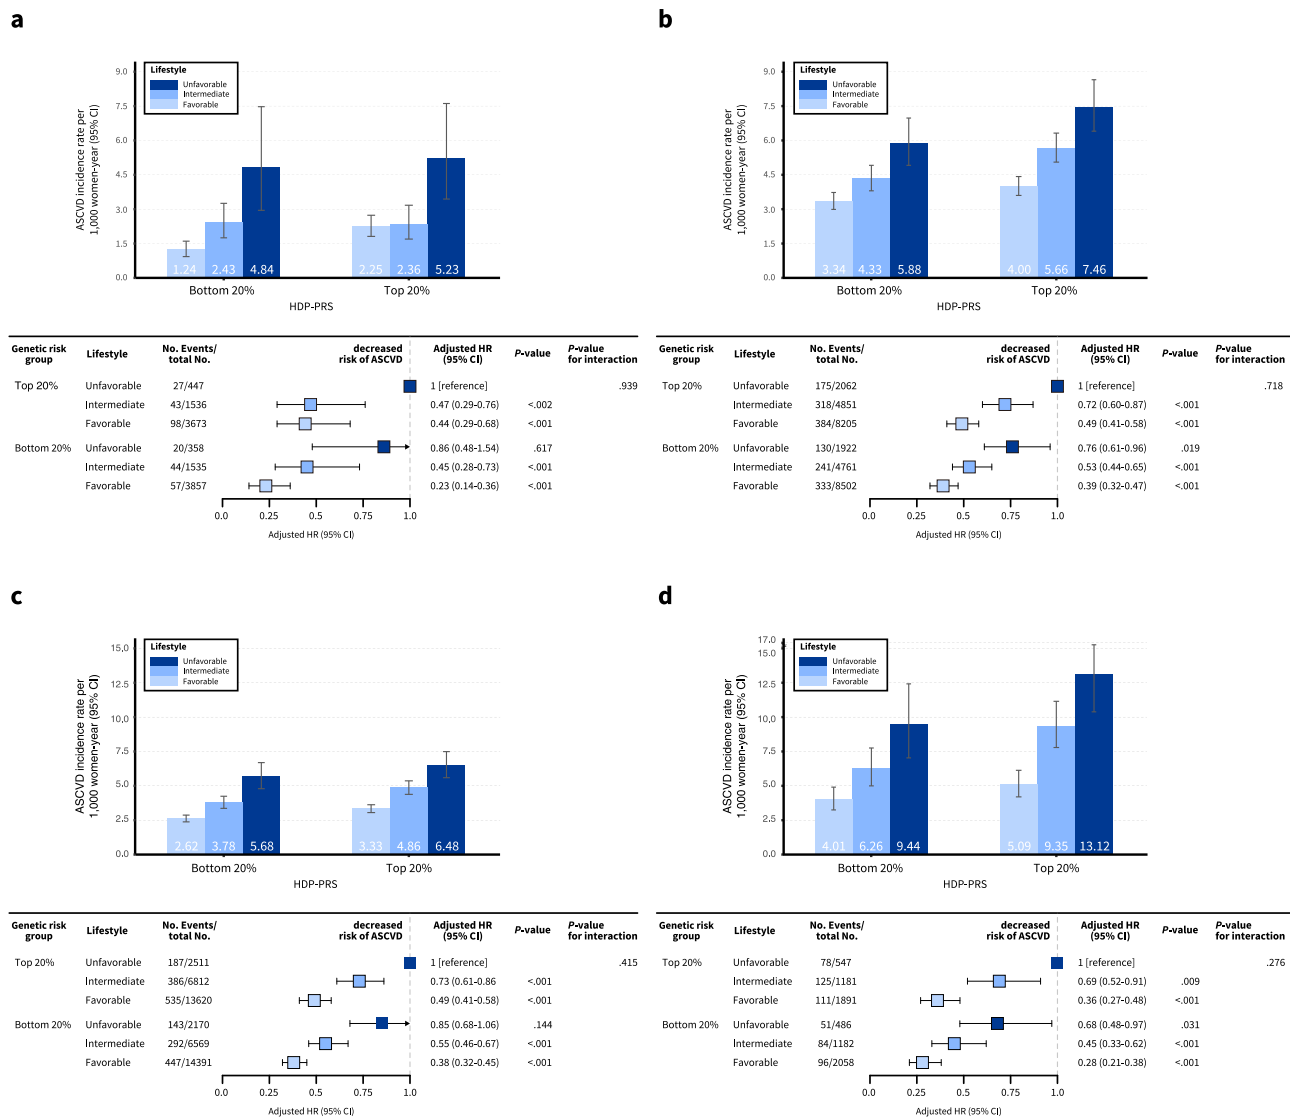 a
ASCVD incidence rate per
1,000 women-year (95% CI)
9.0
7.5
6.0
4.5
3.0
1.5
0.0
Lifestyle
Unfavorable
Intermediate
Favorable
1.24 2.43 4.84 2.25 2.36 5.23
Bottom 20% Top 20%
HDP-PRS
Genetic risk group Lifestyle No. Events/ total No. decreased risk of ASCVD Adjusted HR (95% CI) P-value P-value for interaction
Top 20% Unfavorable 27/447 1 [reference] .939
Intermediate 43/1536 0.47 (0.29-0.76) <.002
Favorable 98/3673 0.44 (0.29-0.68) <.001
Bottom 20% Unfavorable 20/358 0.86 (0.48-1.54) .617
Intermediate 44/1535 0.45 (0.28-0.73) <.001
Favorable 57/3857 0.23 (0.14-0.36) <.001
0.0 0.25 0.5 0.75 1.0
Adjusted HR (95% CI)
b
ASCVD incidence rate per
1,000 women-year (95% CI)
9.0
7.5
6.0
4.5
3.0
1.5
0.0
Lifestyle
Unfavorable
Intermediate
Favorable
3.34 4.33 5.88 4.00 5.66 7.46
Bottom 20% Top 20%
HDP-PRS
Genetic risk group Lifestyle No. Events/ total No. decreased risk of ASCVD Adjusted HR (95% CI) P-value P-value for interaction
Top 20% Unfavorable 175/2062 1 [reference] .718
Intermediate 318/4851 0.72 (0.60-0.87) <.001
Favorable 384/8205 0.49 (0.41-0.58) <.001
Bottom 20% Unfavorable 130/1922 0.76 (0.61-0.96) .019
Intermediate 241/4761 0.53 (0.44-0.65) <.001
Favorable 333/8502 0.39 (0.32-0.47) <.001
0.0 0.25 0.5 0.75 1.0
Adjusted HR (95% CI)
c
ASCVD incidence rate per
1,000 women-year (95% CI)
15.0
12.5
10.0
7.5
5.0
2.5
0.0
Lifestyle
Unfavorable
Intermediate
Favorable
2.62 3.78 5.68 3.33 4.86 6.48
Bottom 20% Top 20%
HDP-PRS
Genetic risk group Lifestyle No. Events/ total No. decreased risk of ASCVD Adjusted HR (95% CI) P-value P-value for interaction
Top 20% Unfavorable 187/2511 1 [reference] .415
Intermediate 386/6812 0.73 (0.61-0.86 <.001
Favorable 535/13620 0.49 (0.41-0.58) <.001
Bottom 20% Unfavorable 143/2170 0.85 (0.68-1.06) .144
Intermediate 292/6569 0.55 (0.46-0.67) <.001
Favorable 447/14391 0.38 (0.32-0.45) <.001
0.0 0.25 0.5 0.75 1.0
Adjusted HR (95% CI)
d
ASCVD incidence rate per
1,000 women-year (95% CI)
17.0
15.0
12.5
10.0
7.5
5.0
2.5
0.0
Lifestyle
Unfavorable
Intermediate
Favorable
4.01 6.26 9.44 5.09 9.35 13.12
Bottom 20% Top 20%
HDP-PRS
Genetic risk group Lifestyle No. Events/ total No. decreased risk of ASCVD Adjusted HR (95% CI) P-value P-value for interaction
Top 20% Unfavorable 78/547 1 [reference] .276
Intermediate 125/1181 0.69 (0.52-0.91) .009
Favorable 111/1891 0.36 (0.27-0.48) <.001
Bottom 20% Unfavorable 51/486 0.68 (0.48-0.97) .031
Intermediate 84/1182 0.45 (0.33-0.62) <.001
Favorable 96/2058 0.28 (0.21-0.38) <.001
0.0 0.25 0.5 0.75 1.0
Adjusted HR (95% CI)